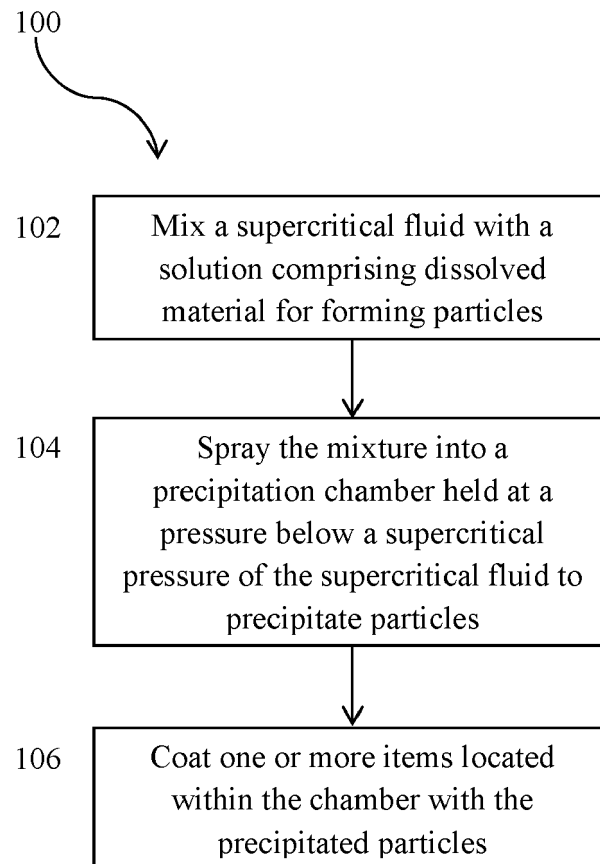 100
102
Mix a supercritical fluid with a
solution comprising dissolved
material for forming particles
104
Spray the mixture into a
precipitation chamber held at a
pressure below a supercritical
pressure of the supercritical fluid to
precipitate particles
106
Coat one or more items located
within the chamber with the
precipitated particles